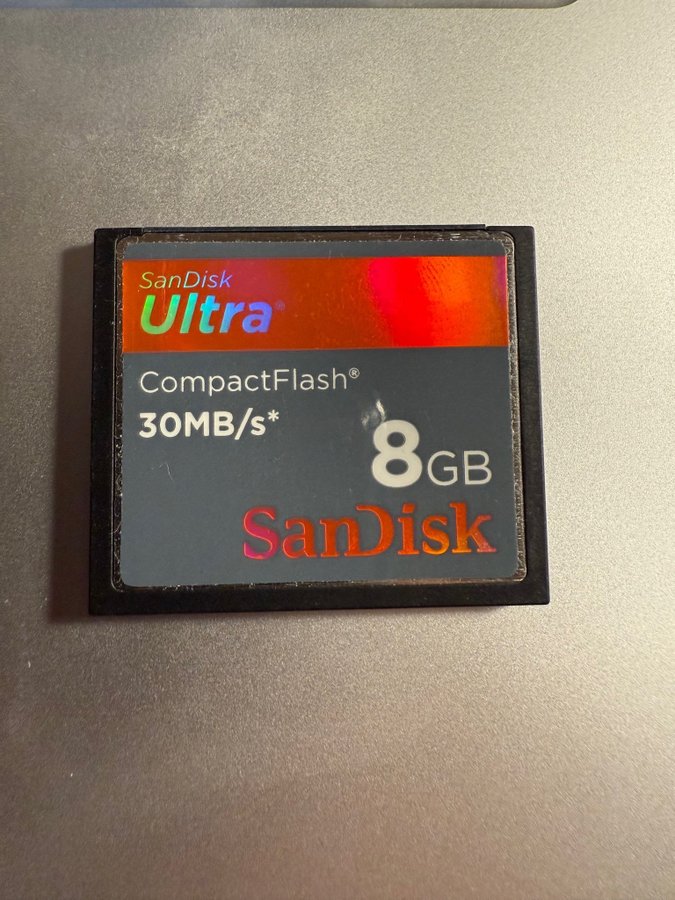 SanDisk
Ultra®
CompactFlash®
30MB/s*
8GB
SanDisk